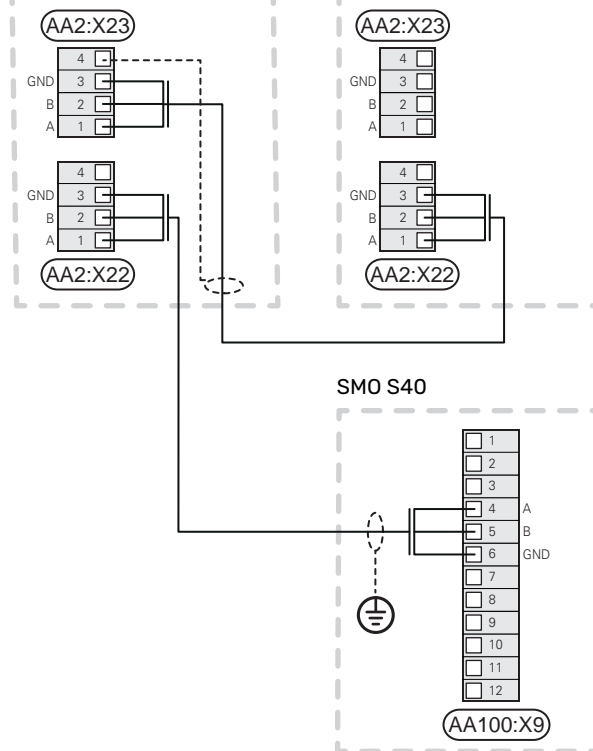 AA2:X23
4
GND 3
B 2
A 1
4
GND 3
B 2
A 1
AA2:X22
AA2:X23
4
GND 3
B 2
A 1
4
GND 3
B 2
A 1
AA2:X22
SMO S40
1
2
3
4 A
5 B
6 GND
7
8
9
10
11
12
AA100:X9